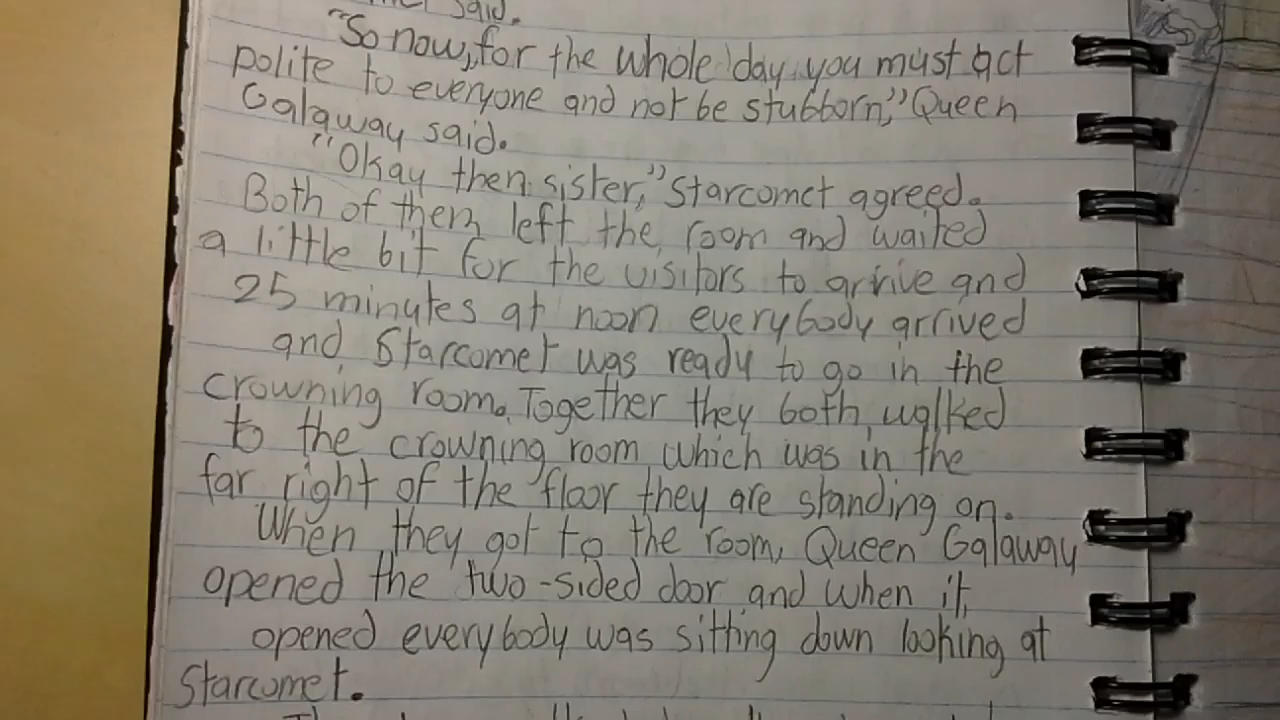 said.
"So now, for the whole day you must act
polite to everyone and not be stubborn," Queen
Galaway said.
"Okay then sister," Starcomet agreed.
Both of them left the room and waited
a little bit for the visitors to arrive and
25 minutes at noon everybody arrived
and Starcomet was ready to go in the
crowning room. Together they both walked
to the crowning room which was in the
far right of the floor they are standing on.
When they got to the room, Queen Galaway
opened the two-sided door and when it
opened everybody was sitting down looking at
Starcomet.